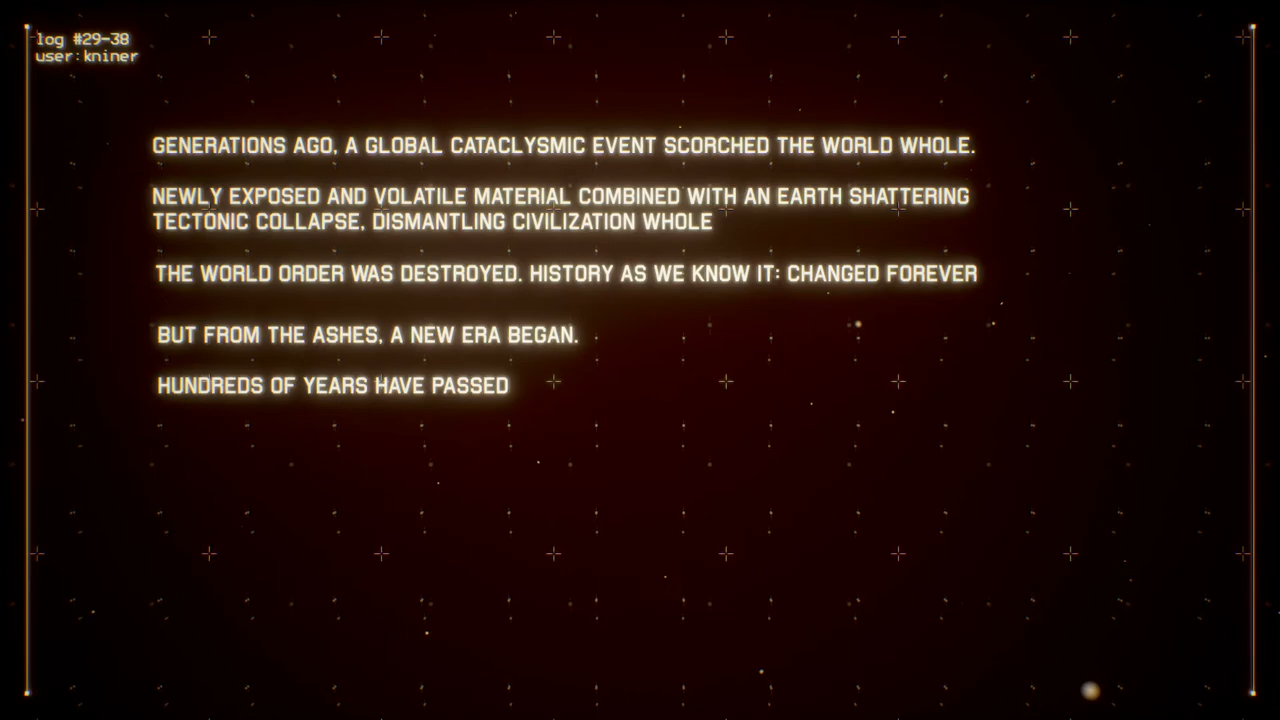 log #29-38
user:kniner
GENERATIONS AGO, A GLOBAL CATACLYSMIC EVENT SCORCHED THE WORLD WHOLE.
NEWLY EXPOSED AND VOLATILE MATERIAL COMBINED WITH AN EARTH SHATTERING
TECTONIC COLLAPSE, DISMANTLING CIVILIZATION WHOLE
THE WORLD ORDER WAS DESTROYED. HISTORY AS WE KNOW IT: CHANGED FOREVER
BUT FROM THE ASHES, A NEW ERA BEGAN.
HUNDREDS OF YEARS HAVE PASSED